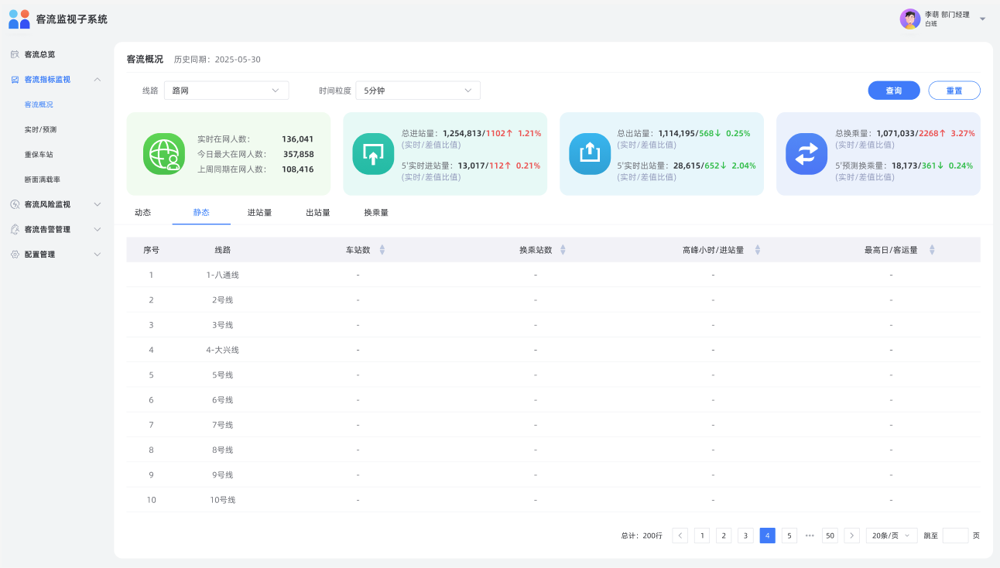 客流监视子系统
李萌 部门经理
白班
客流总览
客流指标监视
客流概况
实时/预测
重保车站
断面满载率
客流风险监视
客流告警管理
配置管理
客流概况 历史同期：2025-05-30
线路 路网 时间粒度 5分钟 查询 重置
实时在网人数： 136,041
今日最大在网人数： 357,858
上周同期在网人数： 108,416
总进站量：1,254,813/1102↑ 1.21%
(实时/差值比值)
5'实时进站量：13,017/112↑ 0.21%
(实时/差值比值)
总出站量：1,114,195/568↓ 0.25%
(实时/差值比值)
5'实时出站量：28,615/652↓ 2.04%
(实时/差值比值)
总换乘量：1,071,033/2268↑ 3.27%
(实时/差值比值)
5'预测换乘量：18,173/361↓ 0.24%
(实时/差值比值)
动态 静态 进站量 出站量 换乘量
序号 线路 车站数 换乘站数 高峰小时/进站量 最高日/客运量
1 1-八通线 - - - -
2 2号线 - - - -
3 3号线 - - - -
4 4-大兴线 - - - -
5 5号线 - - - -
6 6号线 - - - -
7 7号线 - - - -
8 8号线 - - - -
9 9号线 - - - -
10 10号线 - - - -
总计：200行 1 2 3 4 5 ••• 50 20条/页 跳至 页